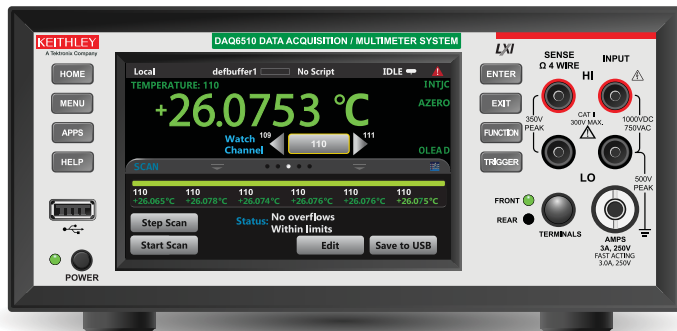 KEITHLEY
A Tektronix Company
DAQ6510 DATA ACQUISITION / MULTIMETER SYSTEM
LXI
HOME
MENU
APPS
HELP
POWER
Local defbuffer1 No Script IDLE
TEMPERATURE: 110 INTJC
+26.0753 °C
AZERO
Watch Channel
109 110 111
OLEAD
SCAN
110 110 110 110 110 110
+26.065°C +26.078°C +26.074°C +26.076°C +26.076°C +26.075°C
Step Scan
Status: No overflows
Within limits
Start Scan Edit Save to USB
ENTER
EXIT
FUNCTION
TRIGGER
SENSE
Ω 4 WIRE
INPUT
HI
350V
PEAK
CAT II
300V MAX.
1000VDC
750VAC
LO
500V
PEAK
FRONT
REAR
TERMINALS
AMPS
3A, 250V
FAST ACTING
3.0A, 250V